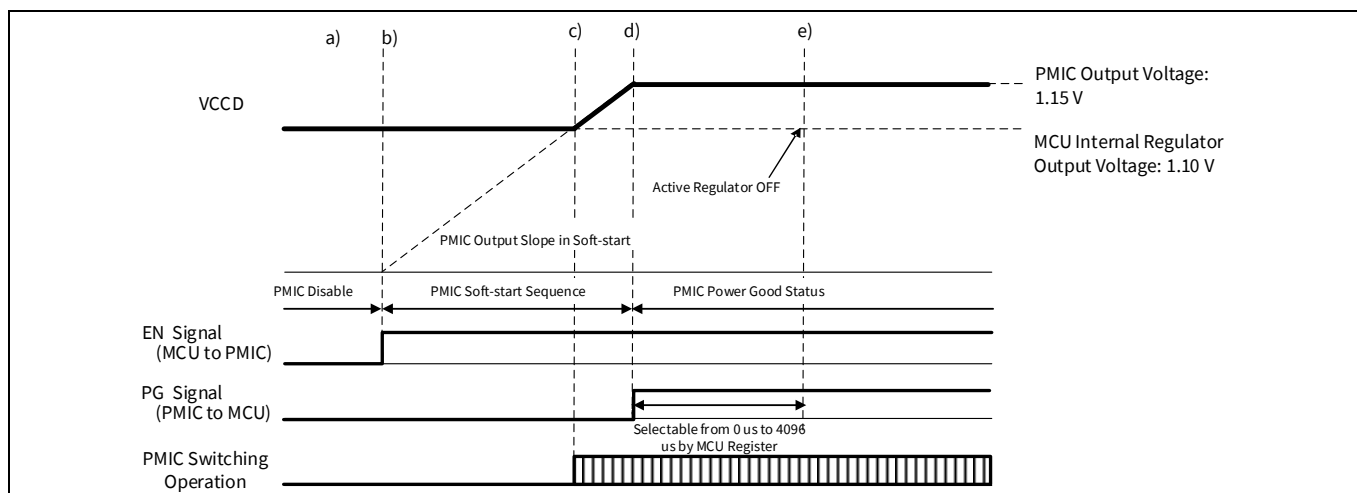 a)
b)
c)
d)
e)
PMIC Output Voltage:
1.15 V
VCCD
MCU Internal Regulator
Output Voltage: 1.10 V
Active Regulator OFF
PMIC Output Slope in Soft-start
PMIC Disable
PMIC Soft-start Sequence
PMIC Power Good Status
EN Signal
(MCU to PMIC)
PG Signal
(PMIC to MCU)
Selectable from 0 us to 4096
us by MCU Register
PMIC Switching
Operation